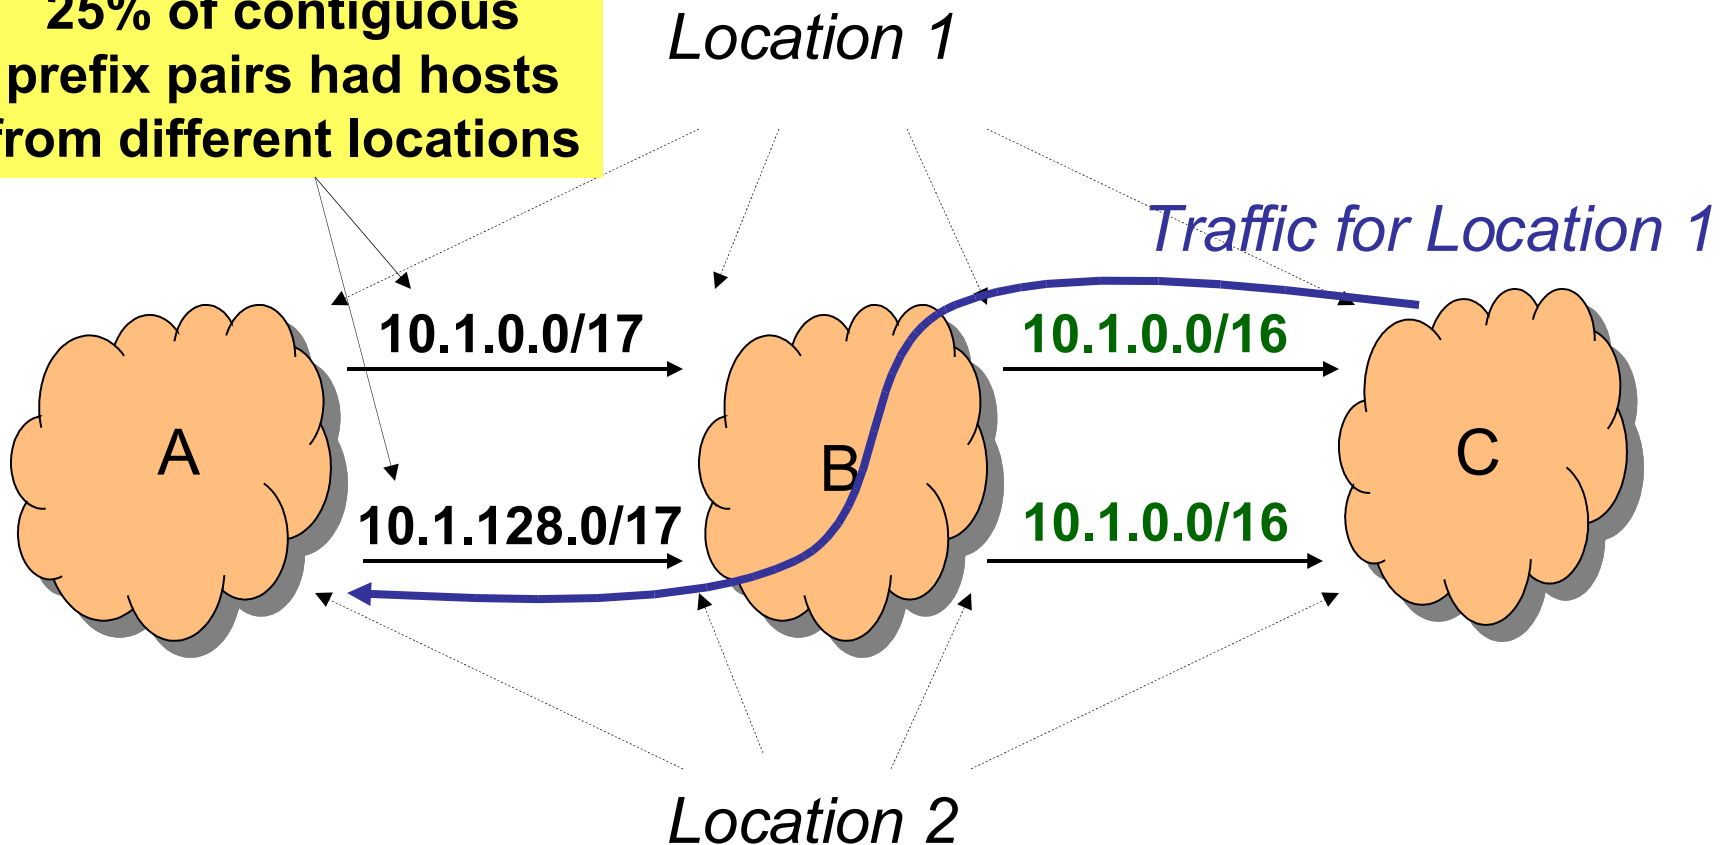 25% of contiguous
prefix pairs had hosts
from different locations
Location 1
Traffic for Location 1
10.1.0.0/17
10.1.0.0/16
A
B
C
10.1.128.0/17
10.1.0.0/16
Location 2